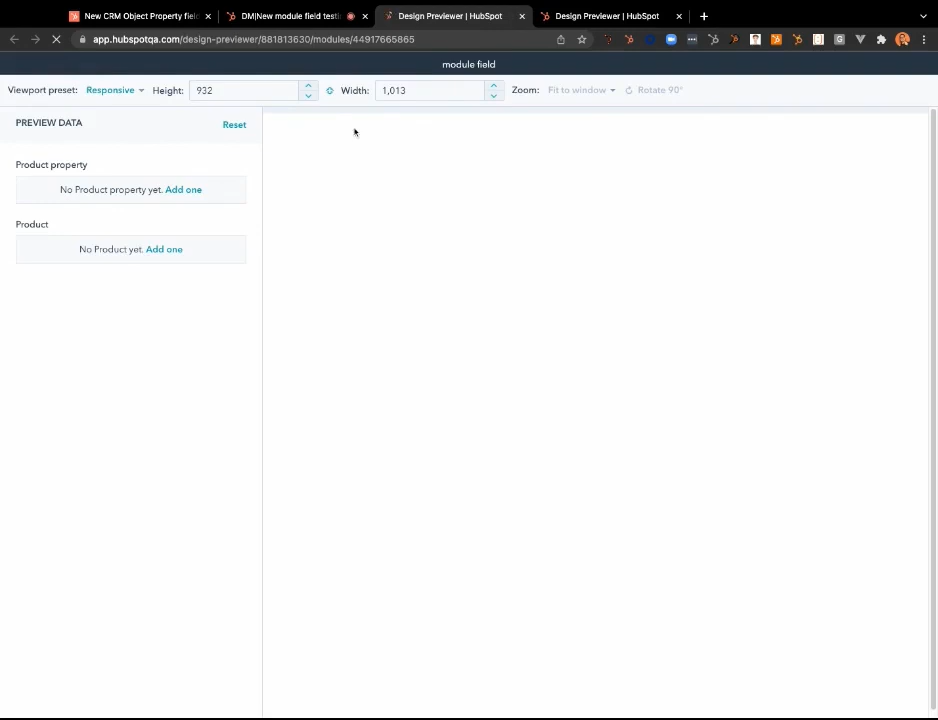 New CRM Object Property fiel
DM|New module field testi
Design Previewer | HubSpot
Design Previewer | HubSpot
app.hubspotqa.com/design-previewer/881813630/modules/44917665865
module field
Viewport preset: Responsive Height: 932 Width: 1,013 Zoom: Fit to window Rotate 90°
PREVIEW DATA
Reset
Product property
No Product property yet. Add one
Product
No Product yet. Add one